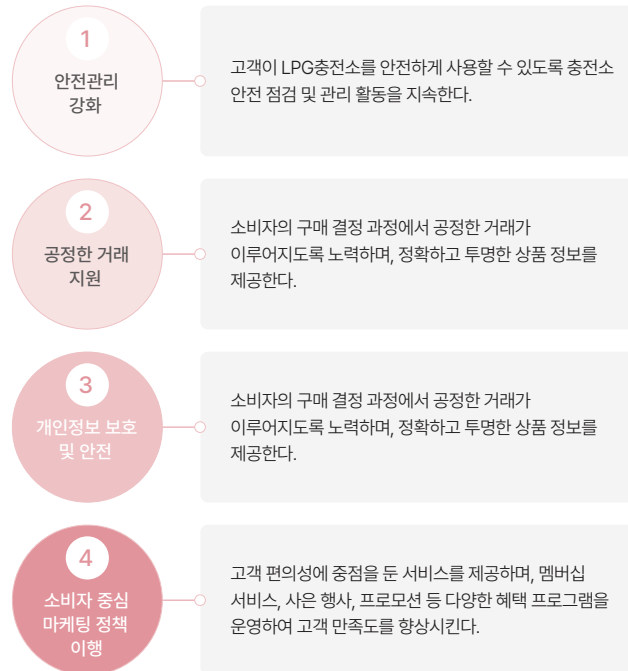 1
안전관리
강화
고객이 LPG충전소를 안전하게 사용할 수 있도록 충전소
안전 점검 및 관리 활동을 지속한다.
2
공정한 거래
지원
소비자의 구매 결정 과정에서 공정한 거래가
이루어지도록 노력하며, 정확하고 투명한 상품 정보를
제공한다.
3
개인정보 보호
및 안전
소비자의 구매 결정 과정에서 공정한 거래가
이루어지도록 노력하며, 정확하고 투명한 상품 정보를
제공한다.
4
소비자 중심
마케팅 정책
이행
고객 편의성에 중점을 둔 서비스를 제공하며, 멤버십
서비스, 사은 행사, 프로모션 등 다양한 혜택 프로그램을
운영하여 고객 만족도를 향상시킨다.